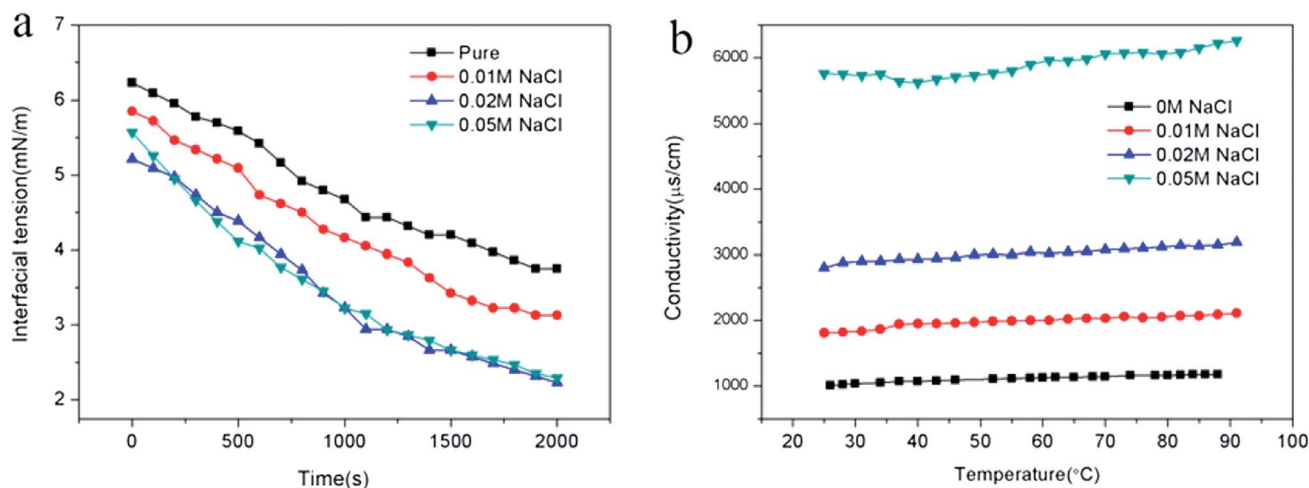 a
7
6
5
4
3
2
Interfacial tension(mN/m)
Pure
0.01M NaCl
0.02M NaCl
0.05M NaCl
0 500 1000 1500 2000
Time(s)
b
6000
5000
4000
3000
2000
1000
Conductivity(μs/cm)
0M NaCl
0.01M NaCl
0.02M NaCl
0.05M NaCl
20 30 40 50 60 70 80 90 100
Temperature(°C)